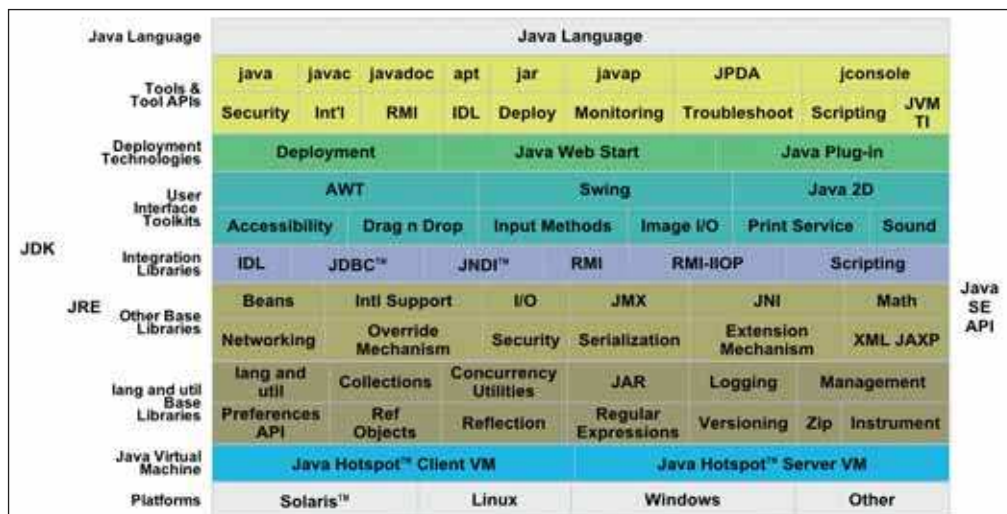 Java Language Java Language
Tools & Tool APIs java javac javadoc apt jar javap JPDA jconsole
Security Int'l RMI IDL Deploy Monitoring Troubleshoot Scripting JVM TI
Deployment Technologies Deployment Java Web Start Java Plug-in
User Interface Toolkits AWT Swing Java 2D
Accessibility Drag n Drop Input Methods Image I/O Print Service Sound
JDK
Integration Libraries IDL JDBC™ JNDI™ RMI RMI-IIOP Scripting
JRE
Other Base Libraries Beans Intl Support I/O JMX JNI Math
Java SE API
Networking Override Mechanism Security Serialization Extension Mechanism XML JAXP
lang and util Base Libraries lang and util Collections Concurrency Utilities JAR Logging Management
Preferences API Ref Objects Reflection Regular Expressions Versioning Zip Instrument
Java Virtual Machine Java Hotspot™ Client VM Java Hotspot™ Server VM
Platforms Solaris™ Linux Windows Other